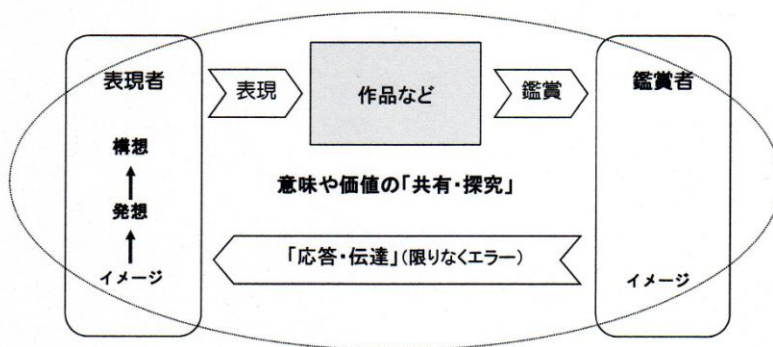 表現者
表現
作品など
鑑賞
鑑賞者
構想
発想
イメージ
意味や価値の「共有・探究」
「応答・伝達」(限りなくエラー)
イメージ